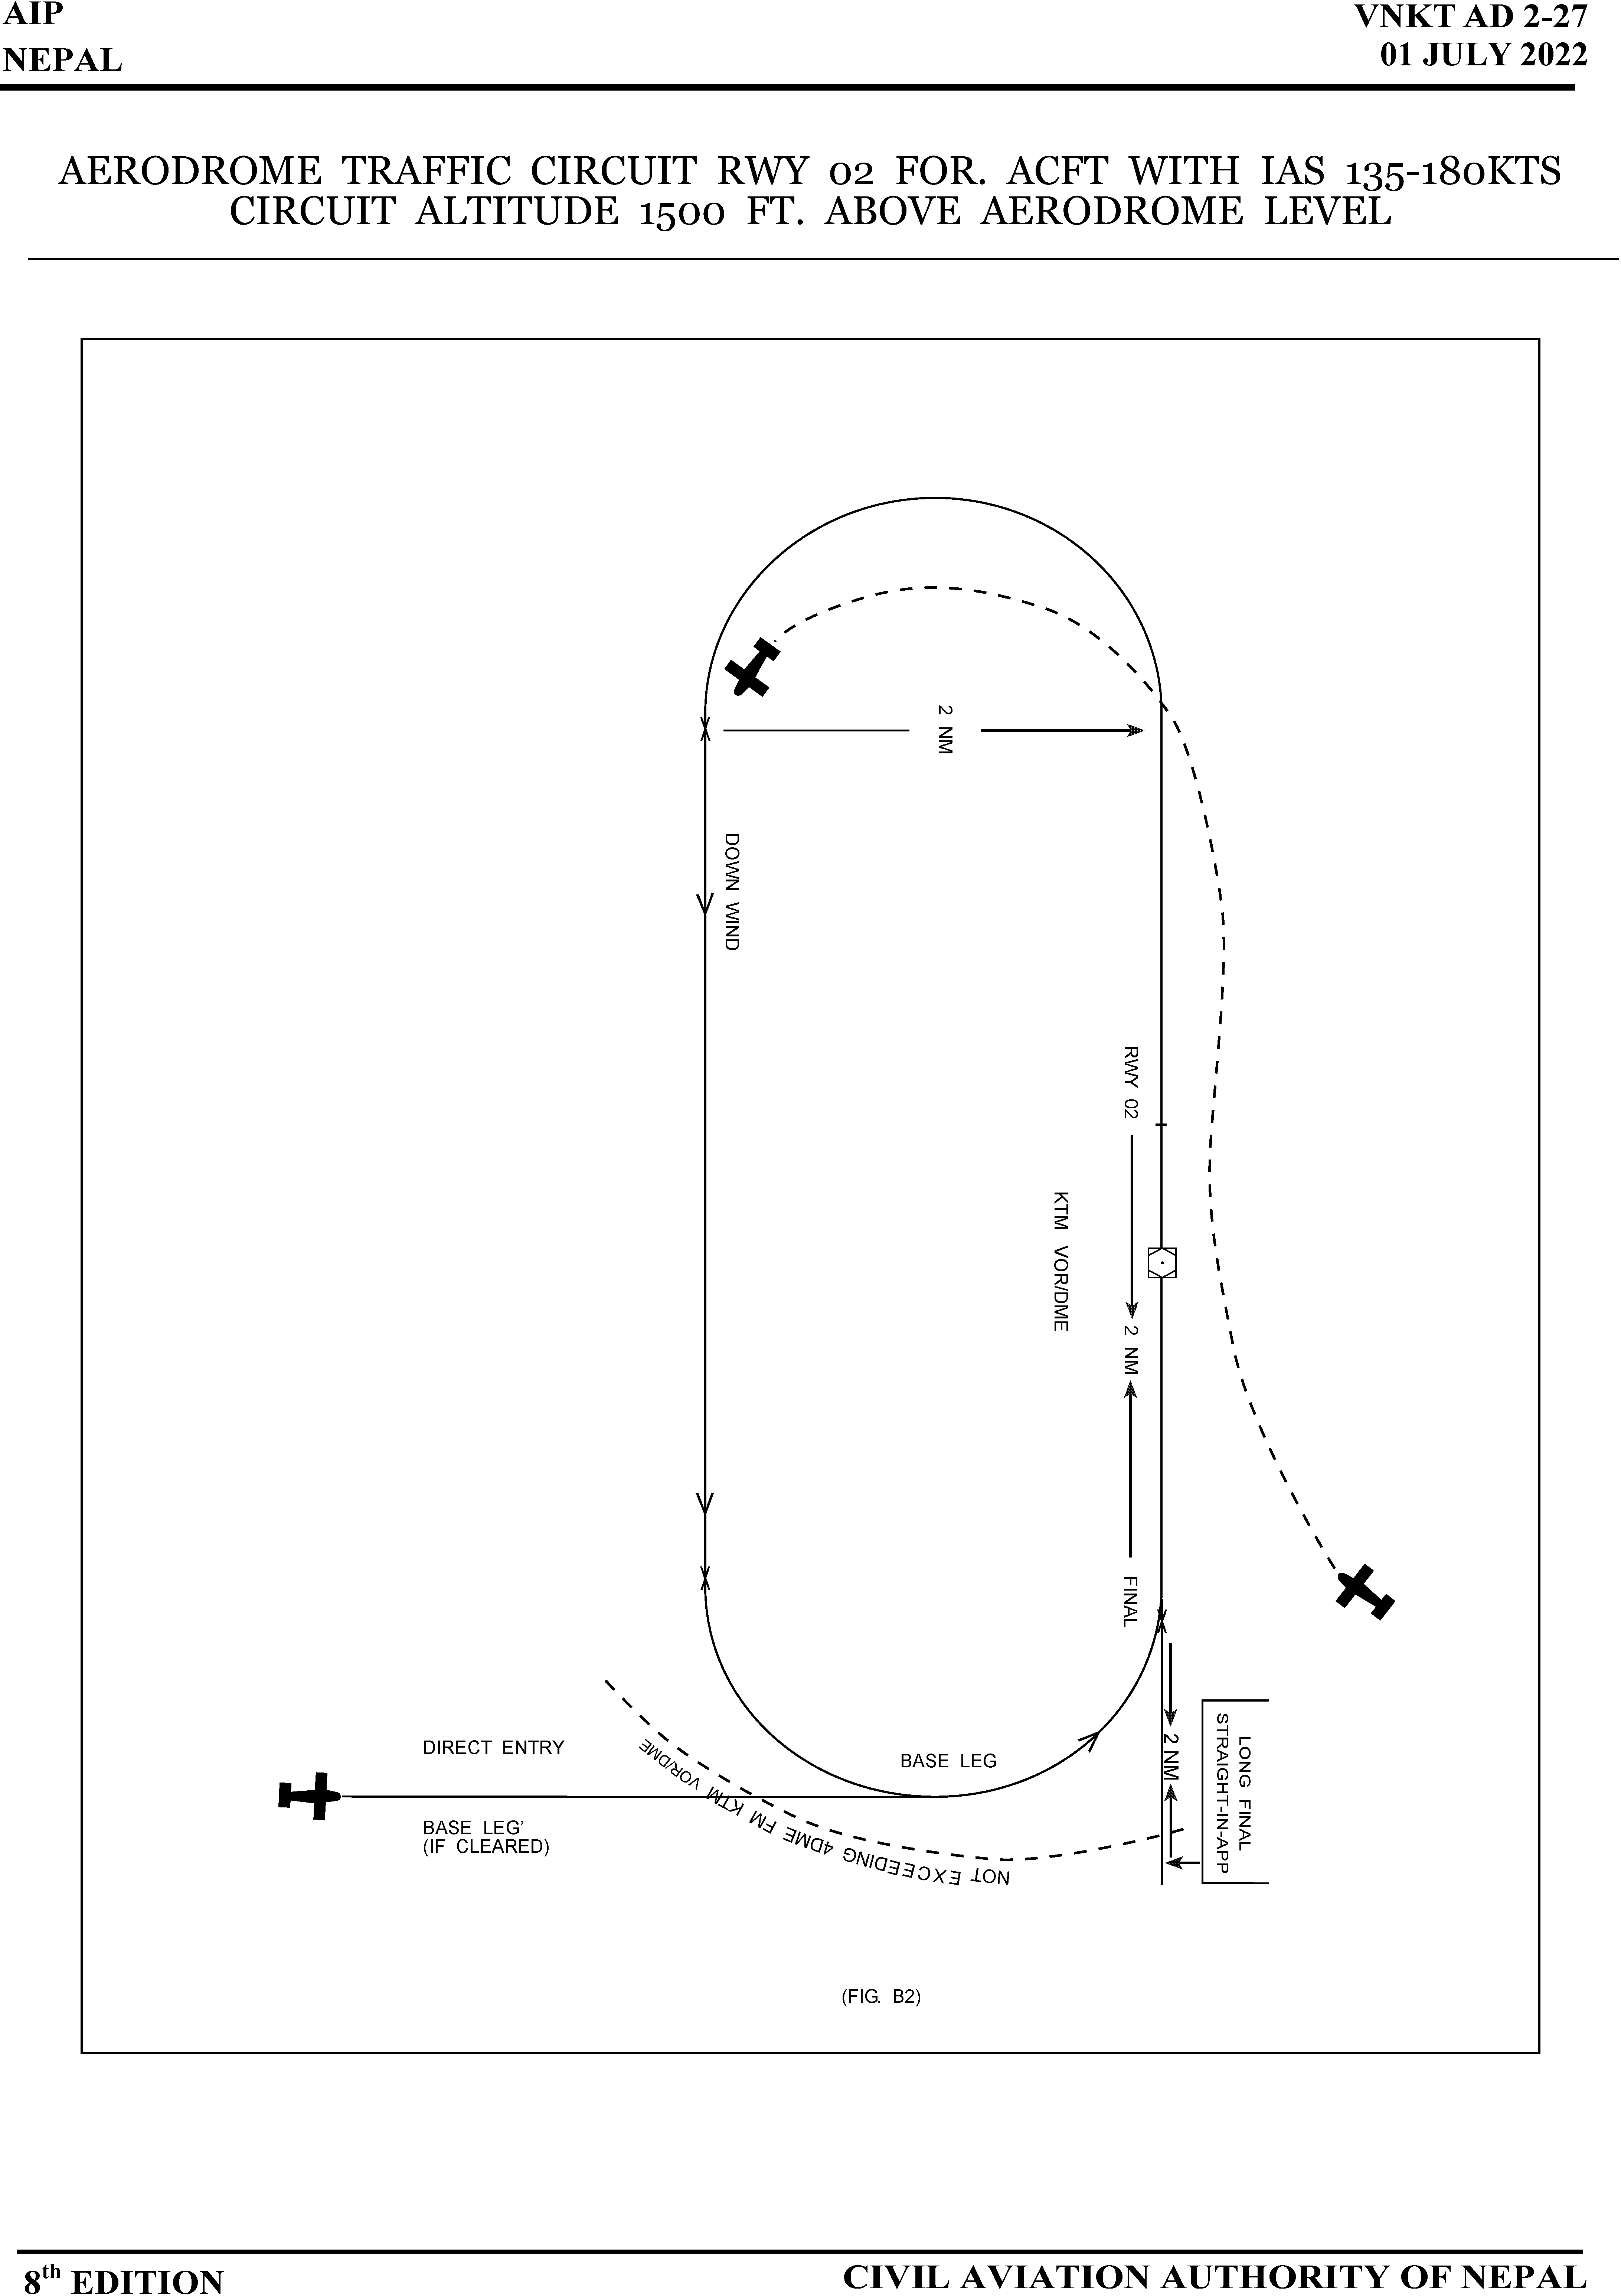 AIP
NEPAL
VNKT AD 2-27
01 JULY 2022
AERODROME TRAFFIC CIRCUIT RWY 02 FOR. ACFT WITH IAS 135-180KTS
CIRCUIT ALTITUDE 1500 FT. ABOVE AERODROME LEVEL
2 NM
DOWN WIND
RWY 02
KTM VOR/DME
2 NM
FINAL
LONG FINAL
STRAIGHT-IN-APP
2 NM
DIRECT ENTRY
BASE LEG
BASE LEG'
(IF CLEARED)
NOT EXCEEDING 4DME FM KTM VOR/DME
(FIG. B2)
8th EDITION
CIVIL AVIATION AUTHORITY OF NEPAL